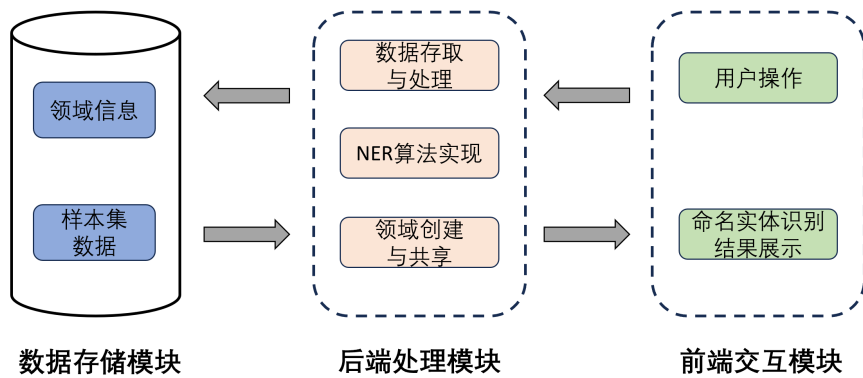 领域信息
样本集
数据
数据存储模块
数据存取
与处理
NER算法实现
领域创建
与共享
后端处理模块
用户操作
命名实体识别
结果展示
前端交互模块